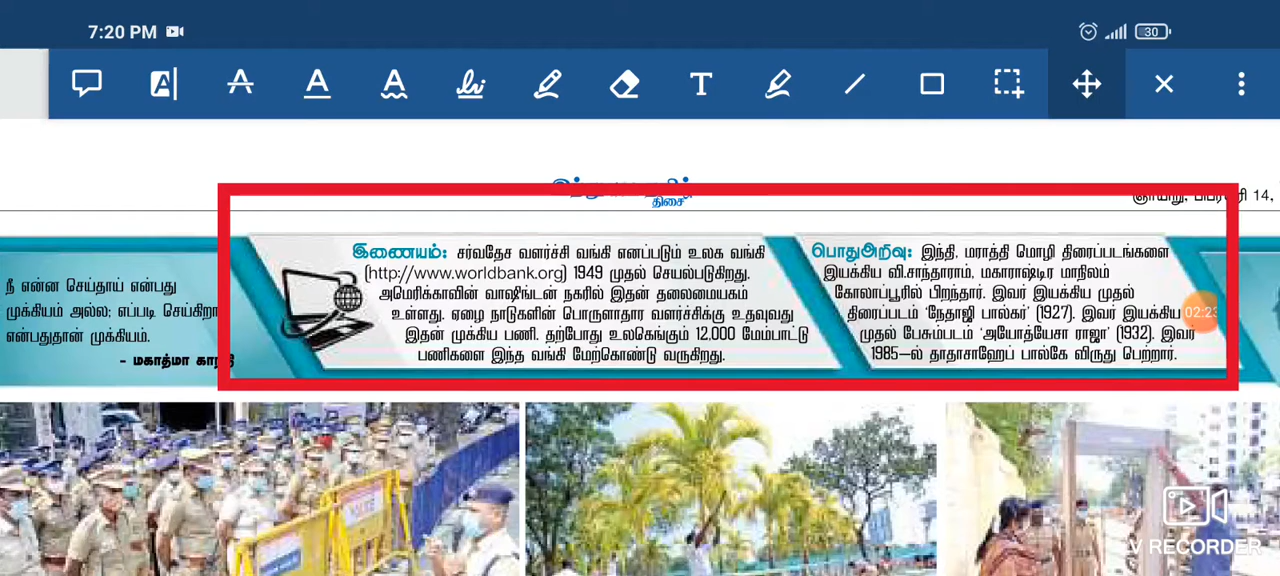 7:20 PM
30
திசை
நீ என்ன செய்தாய் என்பது
முக்கியம் அல்ல; எப்படி செய்கிறா
என்பதுதான் முக்கியம்.
- மகாத்மா காந்தி
இணையம்: சர்வதேச வளர்ச்சி வங்கி எனப்படும் உலக வங்கி
(http://www.worldbank.org) 1949 முதல் செயல்படுகிறது.
அமெரிக்காவின் வாஷிங்டன் நகரில் இதன் தலைமையகம்
உள்ளது. ஏழை நாடுகளின் பொருளாதார வளர்ச்சிக்கு உதவுவது
இதன் முக்கிய பணி. தற்போது உலகெங்கும் 12,000 மேம்பாட்டு
பணிகளை இந்த வங்கி மேற்கொண்டு வருகிறது.
பொதுஅறிவு: இந்தி, மராத்தி மொழி திரைப்படங்களை
இயக்கிய வி.சாந்தாராம், மகாராஷ்டிர மாநிலம்
கோலாப்பூரில் பிறந்தார். இவர் இயக்கிய முதல்
திரைப்படம் ‘நேதாஜி பால்கர்’ (1927). இவர் இயக்கிய
முதல் பேசும்படம் ‘அயோத்யேசா ராஜா’ (1932). இவர்
1985-ல் தாதாசாஹேப் பால்கே விருது பெற்றார்.
02:23
POLICE
V RECORDER